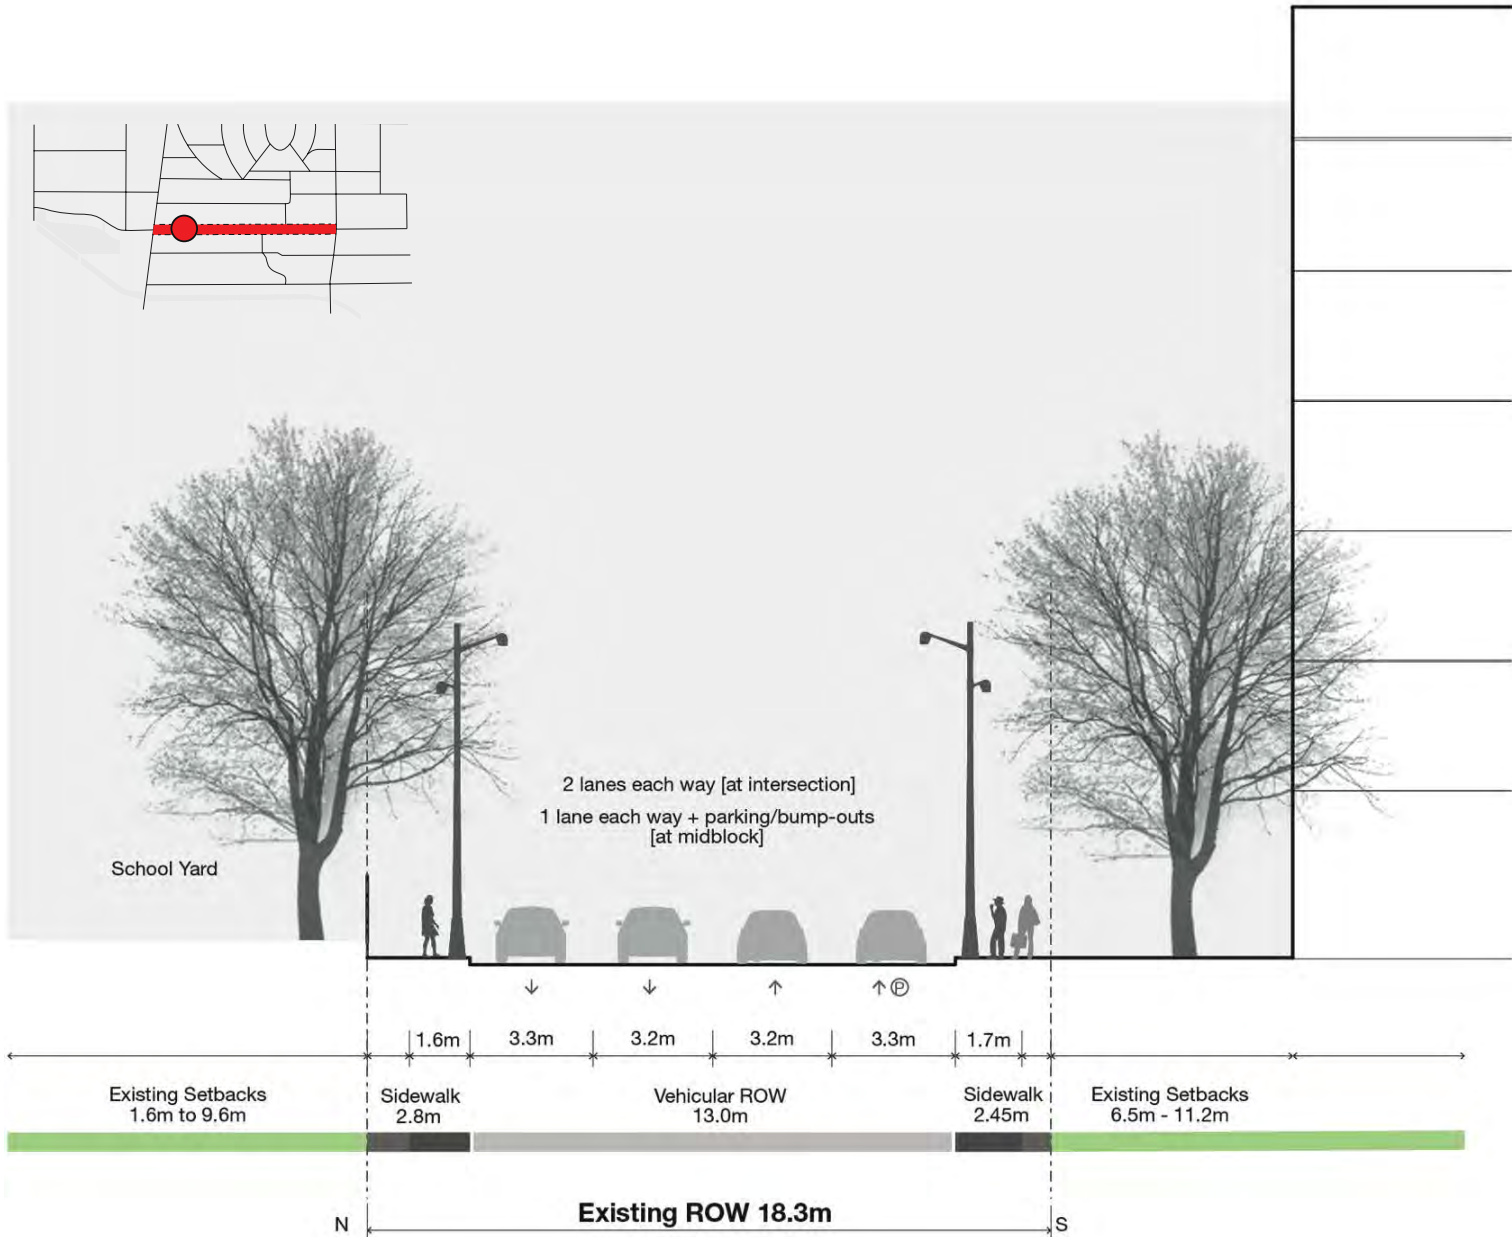 2 lanes each way [at intersection]
1 lane each way + parking/bump-outs
[at midblock]
School Yard
P
1.6m
3.3m
3.2m
3.2m
3.3m
1.7m
Existing Setbacks
1.6m to 9.6m
Sidewalk
2.8m
Vehicular ROW
13.0m
Sidewalk
2.45m
Existing Setbacks
6.5m - 11.2m
N
Existing ROW 18.3m
S